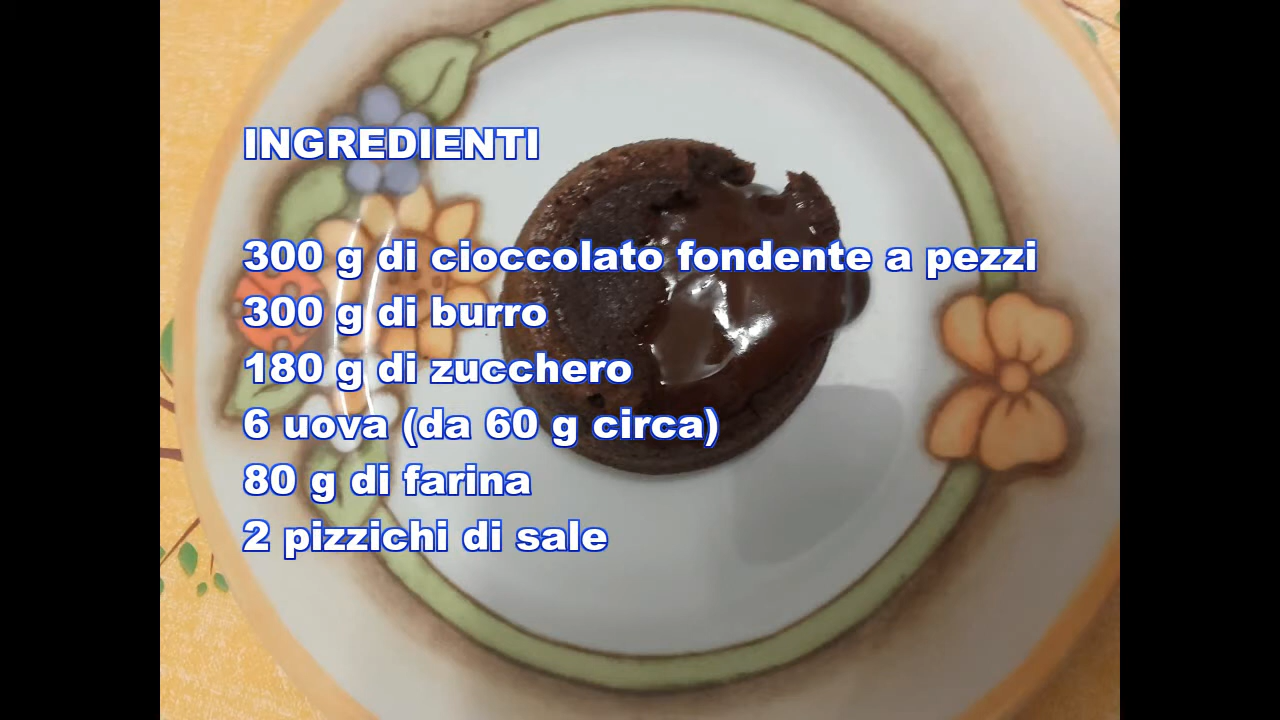 INGREDIENTI
300 g di cioccolato fondente a pezzi
300 g di burro
180 g di zucchero
6 uova (da 60 g circa)
80 g di farina
2 pizzichi di sale